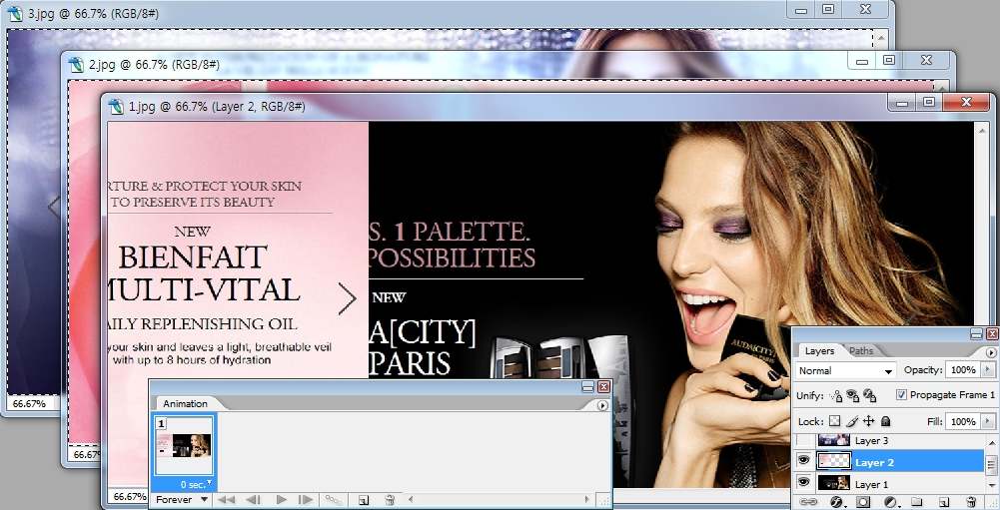 3.jpg @ 66.7% (RGB/8#)
2.jpg @ 66.7% (RGB/8#)
1.jpg @ 66.7% (Layer 2, RGB/8#)
RTURE & PROTECT YOUR SKIN
TO PRESERVE ITS BEAUTY
NEW
BIENFAIT
MULTI-VITAL
AILY REPLENISHING OIL
your skin and leaves a light, breathable veil
with up to 8 hours of hydration
S. 1 PALETTE.
POSSIBILITIES
NEW
A[CITY]
PARIS
AUDA[CITY]
66.67%
66.67
66.67%
Animation
1
0 sec.
Forever
Layers Paths
Normal Opacity: 100%
Unify: Propagate Frame 1
Lock: Fill: 100%
Layer 3
Layer 2
Layer 1